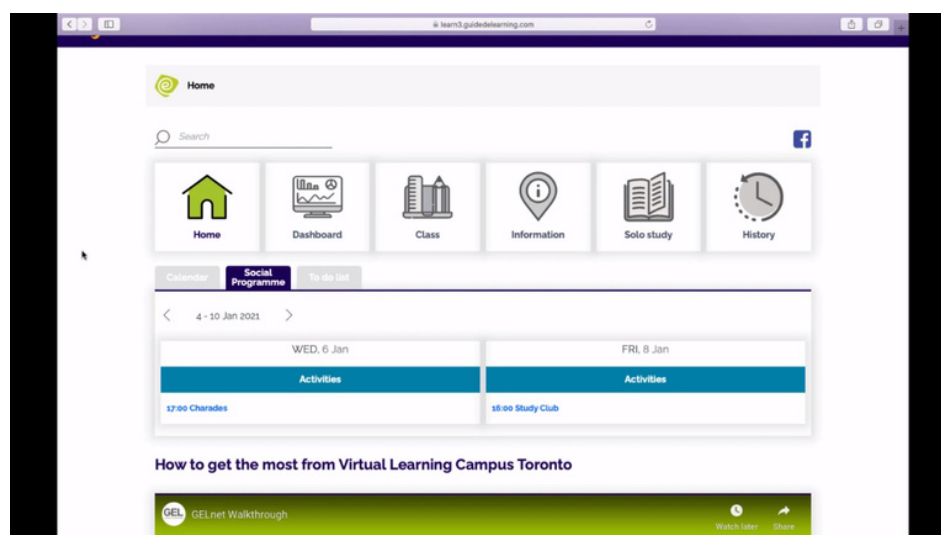 learn3.guidedelearning.com
Home
Search
Home
Dashboard
Class
Information
Solo study
History
Calendar
Social
Programme
To do list
4 - 10 Jan 2021
WED, 6 Jan
FRI, 8 Jan
Activities
Activities
17:00 Charades
16:00 Study Club
How to get the most from Virtual Learning Campus Toronto
GEL
GELnet Walkthrough
Watch later
Share